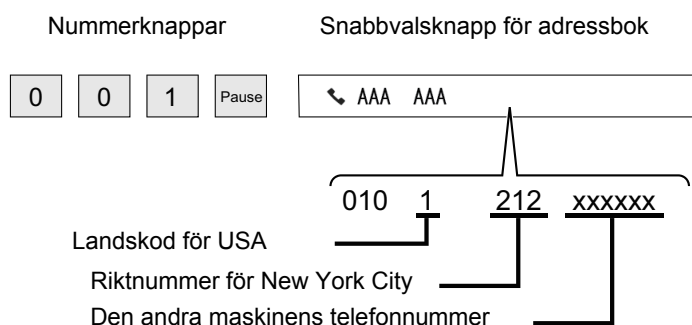 Nummerknappar Snabbvalsknapp för adressbok
0 0 1 Pause AAA AAA
010 1 212 xxxxxx
Landskod för USA
Riktnummer för New York City
Den andra maskinens telefonnummer